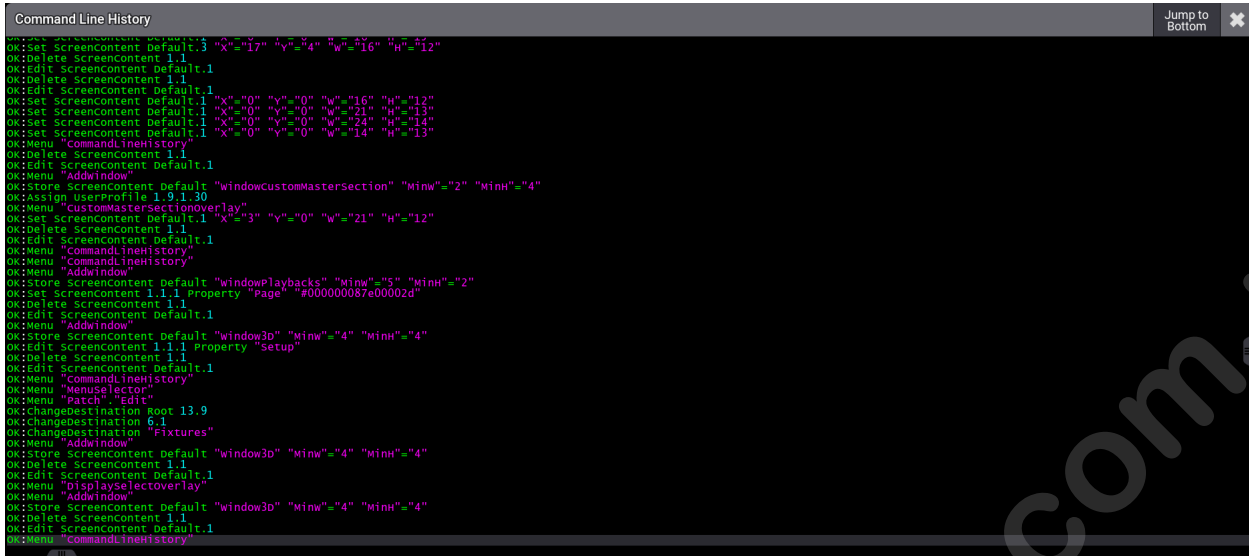 Command Line History
Jump to
Bottom
OK:Set ScreenContent Default.3 "X"="17" "Y"="4" "W"="16" "H"="12"
OK:Delete ScreenContent 1.1
OK:Edit ScreenContent Default.1
OK:Delete ScreenContent 1.1
OK:Edit ScreenContent Default.1
OK:Set ScreenContent Default.1 "X"="0" "Y"="0" "W"="16" "H"="12"
OK:Set ScreenContent Default.1 "X"="0" "Y"="0" "W"="21" "H"="13"
OK:Set ScreenContent Default.1 "X"="0" "Y"="0" "W"="24" "H"="14"
OK:Set ScreenContent Default.1 "X"="0" "Y"="0" "W"="14" "H"="13"
OK:Menu "CommandLineHistory"
OK:Delete ScreenContent 1.1
OK:Edit ScreenContent Default.1
OK:Menu "AddWindow"
OK:Store ScreenContent Default "WindowCustomMasterSection" "MinW"="2" "MinH"="4"
OK:Assign UserProfile 1.9.1.30
OK:Menu "CustomMasterSectionOverlay"
OK:Set ScreenContent Default.1 "X"="3" "Y"="0" "W"="21" "H"="12"
OK:Delete ScreenContent 1.1
OK:Edit ScreenContent Default.1
OK:Menu "CommandLineHistory"
OK:Menu "CommandLineHistory"
OK:Menu "AddWindow"
OK:Store ScreenContent Default "WindowPlaybacks" "MinW"="5" "MinH"="2"
OK:Set ScreenContent 1.1.1 Property "Page" "#000000087e00002d"
OK:Delete ScreenContent 1.1
OK:Edit ScreenContent Default.1
OK:Menu "AddWindow"
OK:Store ScreenContent Default "Window3D" "MinW"="4" "MinH"="4"
OK:Edit ScreenContent 1.1.1 Property "Setup"
OK:Delete ScreenContent 1.1
OK:Edit ScreenContent Default.1
OK:Menu "CommandLineHistory"
OK:Menu "MenuSelector"
OK:Menu "Patch"."Edit"
OK:ChangeDestination Root 13.9
OK:ChangeDestination 6.1
OK:ChangeDestination "Fixtures"
OK:Menu "AddWindow"
OK:Store ScreenContent Default "Window3D" "MinW"="4" "MinH"="4"
OK:Delete ScreenContent 1.1
OK:Edit ScreenContent Default.1
OK:Menu "DisplaySelectOverlay"
OK:Menu "AddWindow"
OK:Store ScreenContent Default "Window3D" "MinW"="4" "MinH"="4"
OK:Delete ScreenContent 1.1
OK:Edit ScreenContent Default.1
OK:Menu "CommandLineHistory"
com